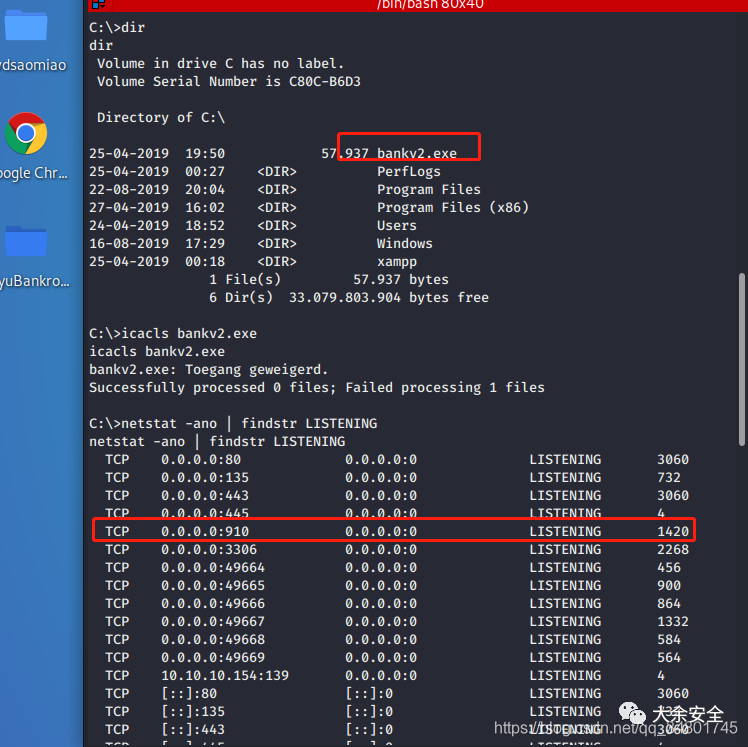 /bin/bash 80x40
C:\>dir
dir
 Volume in drive C has no label.
 Volume Serial Number is C80C-B6D3
 Directory of C:\
25-04-2019  19:50            57.937 bankv2.exe
25-04-2019  00:27    <DIR>          PerfLogs
22-08-2019  20:04    <DIR>          Program Files
27-04-2019  16:02    <DIR>          Program Files (x86)
24-04-2019  18:52    <DIR>          Users
16-08-2019  17:29    <DIR>          Windows
25-04-2019  00:18    <DIR>          xampp
               1 File(s)         57.937 bytes
               6 Dir(s)  33.079.803.904 bytes free
C:\>icacls bankv2.exe
icacls bankv2.exe
bankv2.exe: Toegang geweigerd.
Successfully processed 0 files; Failed processing 1 files
C:\>netstat -ano | findstr LISTENING
netstat -ano | findstr LISTENING
  TCP    0.0.0.0:80             0.0.0.0:0              LISTENING       3060
  TCP    0.0.0.0:135            0.0.0.0:0              LISTENING       732
  TCP    0.0.0.0:443            0.0.0.0:0              LISTENING       3060
  TCP    0.0.0.0:445            0.0.0.0:0              LISTENING       4
  TCP    0.0.0.0:910            0.0.0.0:0              LISTENING       1420
  TCP    0.0.0.0:3306           0.0.0.0:0              LISTENING       2268
  TCP    0.0.0.0:49664          0.0.0.0:0              LISTENING       456
  TCP    0.0.0.0:49665          0.0.0.0:0              LISTENING       900
  TCP    0.0.0.0:49666          0.0.0.0:0              LISTENING       864
  TCP    0.0.0.0:49667          0.0.0.0:0              LISTENING       1332
  TCP    0.0.0.0:49668          0.0.0.0:0              LISTENING       584
  TCP    0.0.0.0:49669          0.0.0.0:0              LISTENING       564
  TCP    10.10.10.154:139       0.0.0.0:0              LISTENING       4
  TCP    [::]:80                [::]:0                 LISTENING       3060
  TCP    [::]:135               [::]:0                 LISTENING
  TCP    [::]:443               [::]:0                 LISTENING       3060
ydsaomiao
oogle Chr...
yuBankro...
大余安全